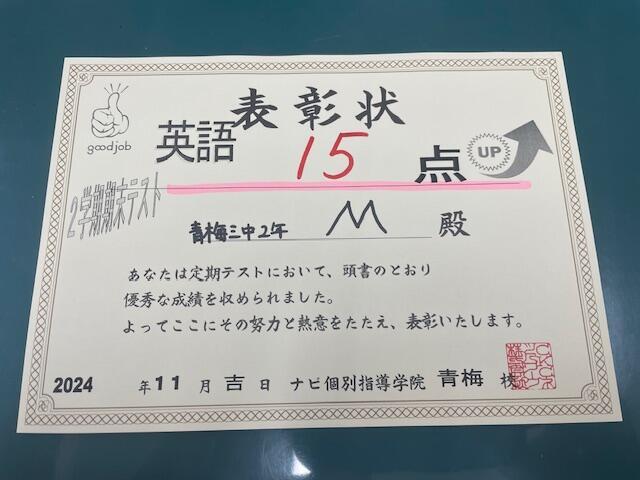 表彰状
goodjob
英語 15 点 UP
2学期期末テスト
青梅三中2年 M 殿
あなたは定期テストにおいて、頭書のとおり
優秀な成績を収められました。
よってここにその努力と熱意をたたえ、表彰いたします。
2024 年11月吉日 ナビ個別指導学院 青梅 校